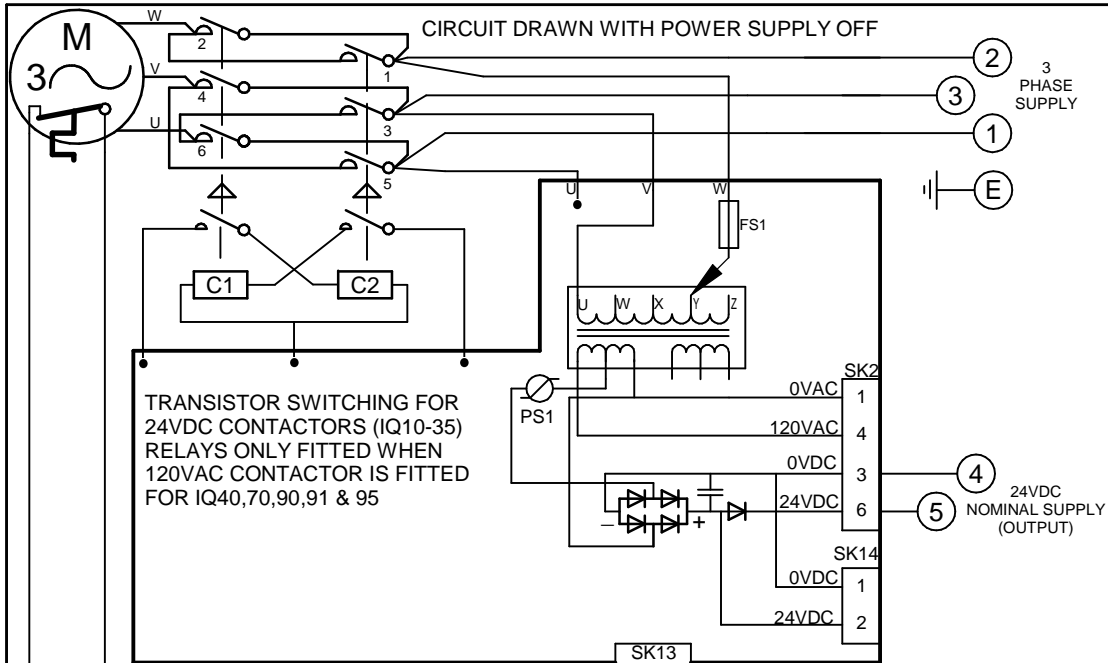 CIRCUIT DRAWN WITH POWER SUPPLY OFF
W
M
3
V
U
2
4
6
1
3
5
2
3
1
E
3
PHASE
SUPPLY
U
V
W
FS1
C1
C2
U
W
X
Y
Z
TRANSISTOR SWITCHING FOR
24VDC CONTACTORS (IQ10-35)
RELAYS ONLY FITTED WHEN
120VAC CONTACTOR IS FITTED
FOR IQ40,70,90,91 & 95
PS1
SK2
0VAC
1
120VAC
4
0VDC
3
24VDC
6
4
5
24VDC
NOMINAL SUPPLY
(OUTPUT)
–
+
SK14
0VDC
1
24VDC
2
SK13